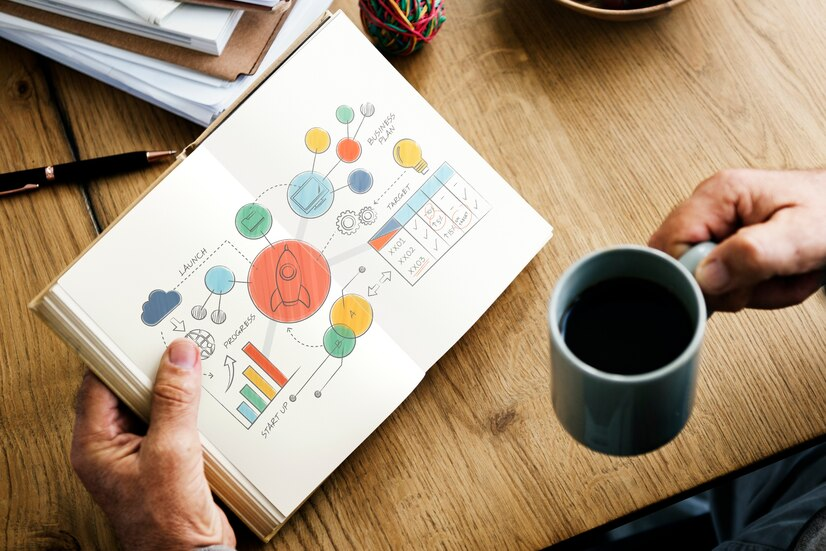 BUSINESS
PLAN
TARGET
XX01
XX02
XX03
LAUNCH
PROGRESS
A
START UP